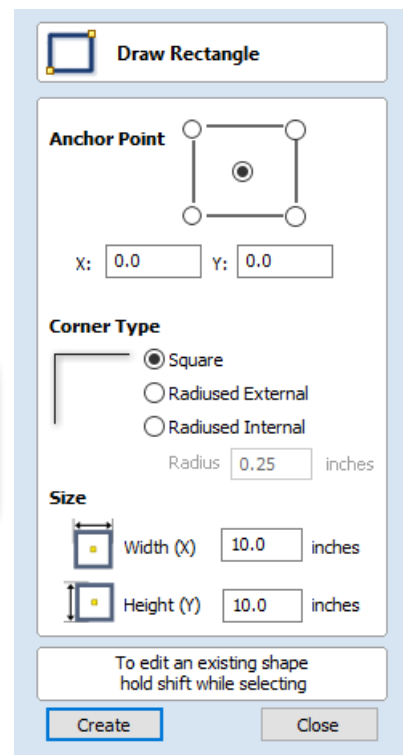 Draw Rectangle
Anchor Point
X: 0.0 Y: 0.0
Corner Type
Square
Radiused External
Radiused Internal
Radius 0.25 inches
Size
Width (X) 10.0 inches
Height (Y) 10.0 inches
To edit an existing shape
hold shift while selecting
Create Close